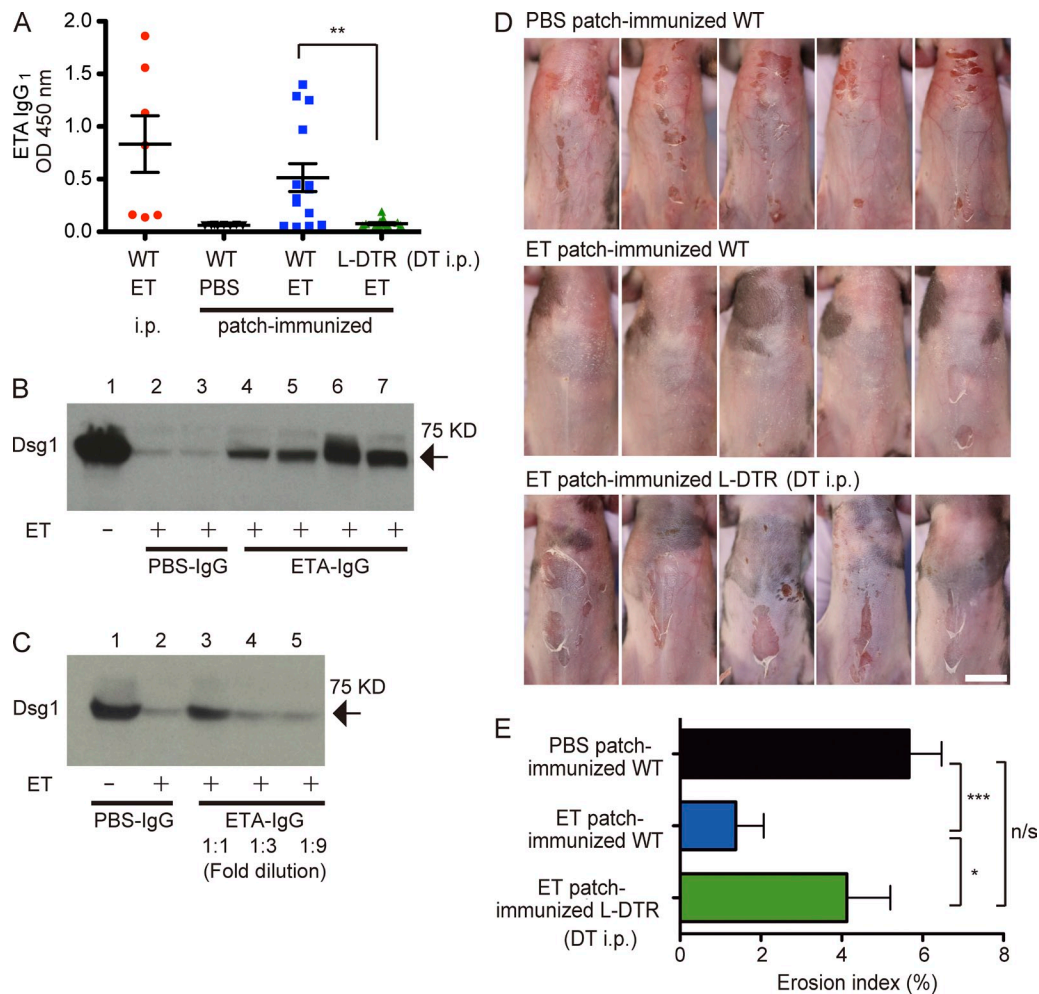 A
ETA IgG1
OD 450 nm
2.0
1.5
1.0
0.5
0.0
**
WT WT WT L-DTR (DT i.p.)
ET PBS ET ET
i.p. patch-immunized
B
1 2 3 4 5 6 7
75 KD
Dsg1
ET – + + + + + +
PBS-IgG ETA-IgG
C
1 2 3 4 5
75 KD
Dsg1
ET – + + + +
PBS-IgG ETA-IgG
1:1 1:3 1:9
(Fold dilution)
D
PBS patch-immunized WT
ET patch-immunized WT
ET patch-immunized L-DTR (DT i.p.)
E
PBS patch-
immunized WT
ET patch-
immunized WT
ET patch-
immunized L-DTR
(DT i.p.)
***
*
n/s
0 2 4 6 8
Erosion index (%)